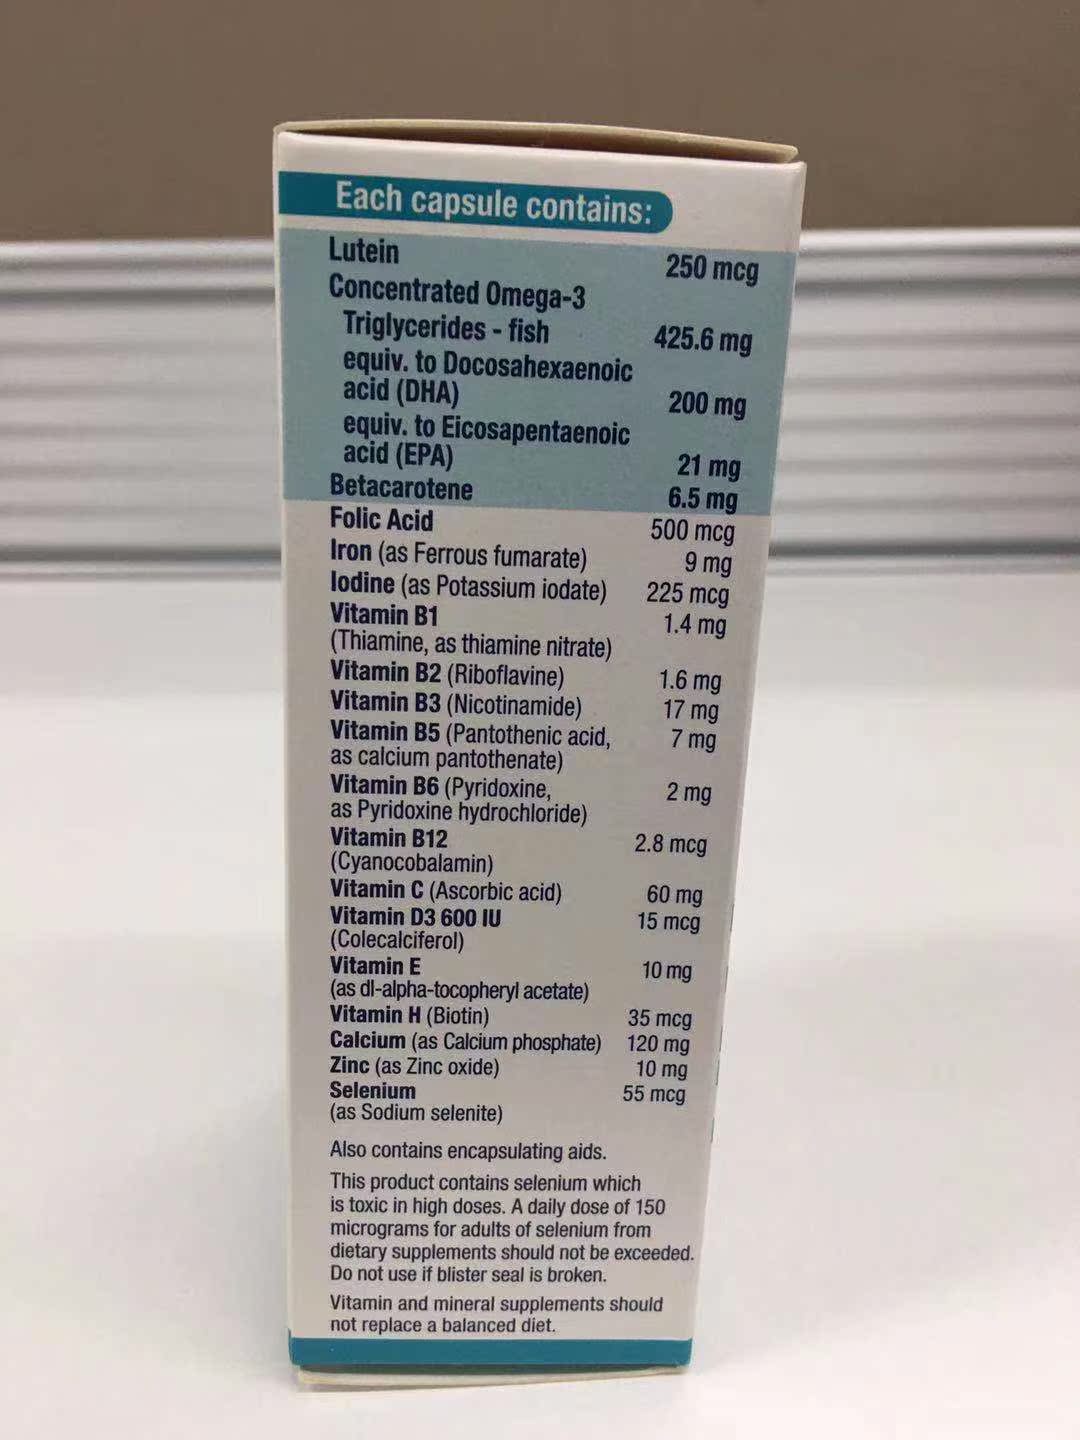 Each capsule contains:
Lutein 250 mcg
Concentrated Omega-3
Triglycerides - fish 425.6 mg
equiv. to Docosahexaenoic
acid (DHA) 200 mg
equiv. to Eicosapentaenoic
acid (EPA) 21 mg
Betacarotene 6.5 mg
Folic Acid 500 mcg
Iron (as Ferrous fumarate) 9 mg
Iodine (as Potassium iodate) 225 mcg
Vitamin B1 1.4 mg
(Thiamine, as thiamine nitrate)
Vitamin B2 (Riboflavine) 1.6 mg
Vitamin B3 (Nicotinamide) 17 mg
Vitamin B5 (Pantothenic acid, 7 mg
as calcium pantothenate)
Vitamin B6 (Pyridoxine, 2 mg
as Pyridoxine hydrochloride)
Vitamin B12 2.8 mcg
(Cyanocobalamin)
Vitamin C (Ascorbic acid) 60 mg
Vitamin D3 600 IU 15 mcg
(Colecalciferol)
Vitamin E 10 mg
(as dl-alpha-tocopheryl acetate)
Vitamin H (Biotin) 35 mcg
Calcium (as Calcium phosphate) 120 mg
Zinc (as Zinc oxide) 10 mg
Selenium 55 mcg
(as Sodium selenite)
Also contains encapsulating aids.
This product contains selenium which
is toxic in high doses. A daily dose of 150
micrograms for adults of selenium from
dietary supplements should not be exceeded.
Do not use if blister seal is broken.
Vitamin and mineral supplements should
not replace a balanced diet.